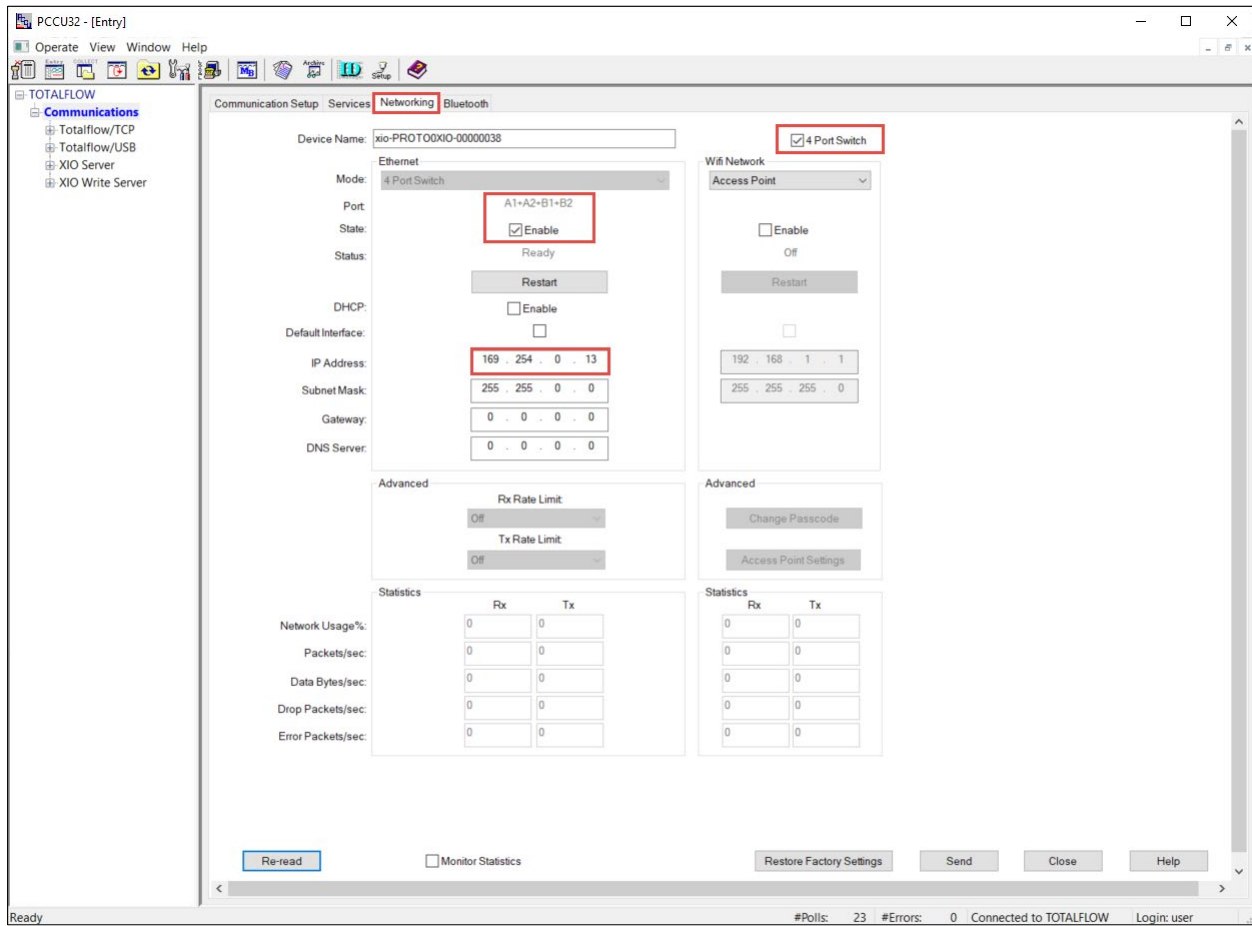 PCCU32 - [Entry]
Operate View Window Help
Entry COLLECT MB Archive ID Setup
TOTALFLOW
Communications
Totalflow/TCP
Totalflow/USB
XIO Server
XIO Write Server
Communication Setup Services Networking Bluetooth
Device Name: xio-PROTO0XIO-00000038 4 Port Switch
Ethernet Wifi Network
Mode: 4 Port Switch Access Point
Port: A1+A2+B1+B2
State: Enable Enable
Status: Ready Off
Restart Restart
DHCP: Enable
Default Interface:
IP Address: 169 . 254 . 0 . 13 192 . 168 . 1 . 1
Subnet Mask: 255 . 255 . 0 . 0 255 . 255 . 255 . 0
Gateway: 0 . 0 . 0 . 0
DNS Server: 0 . 0 . 0 . 0
Advanced Advanced
Rx Rate Limit:
Off Change Passcode
Tx Rate Limit:
Off Access Point Settings
Statistics Statistics
Rx Tx Rx Tx
Network Usage%: 0 0 0 0
Packets/sec: 0 0 0 0
Data Bytes/sec: 0 0 0 0
Drop Packets/sec: 0 0 0 0
Error Packets/sec: 0 0 0 0
Re-read Monitor Statistics Restore Factory Settings Send Close Help
Ready #Polls: 23 #Errors: 0 Connected to TOTALFLOW Login: user